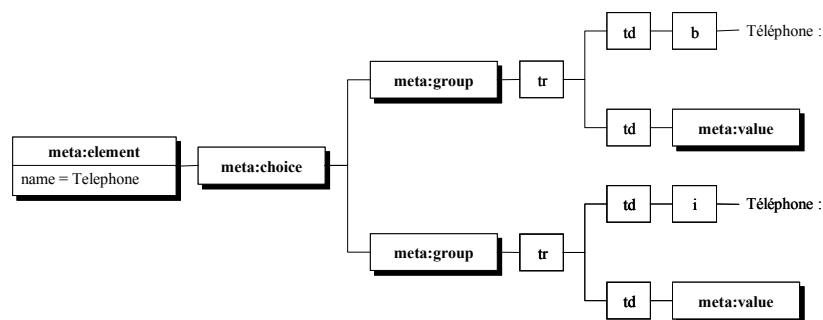 td
b
Téléphone :
meta:group
tr
td
meta:value
meta:element
name = Telephone
meta:choice
td
i
Téléphone :
meta:group
tr
td
meta:value